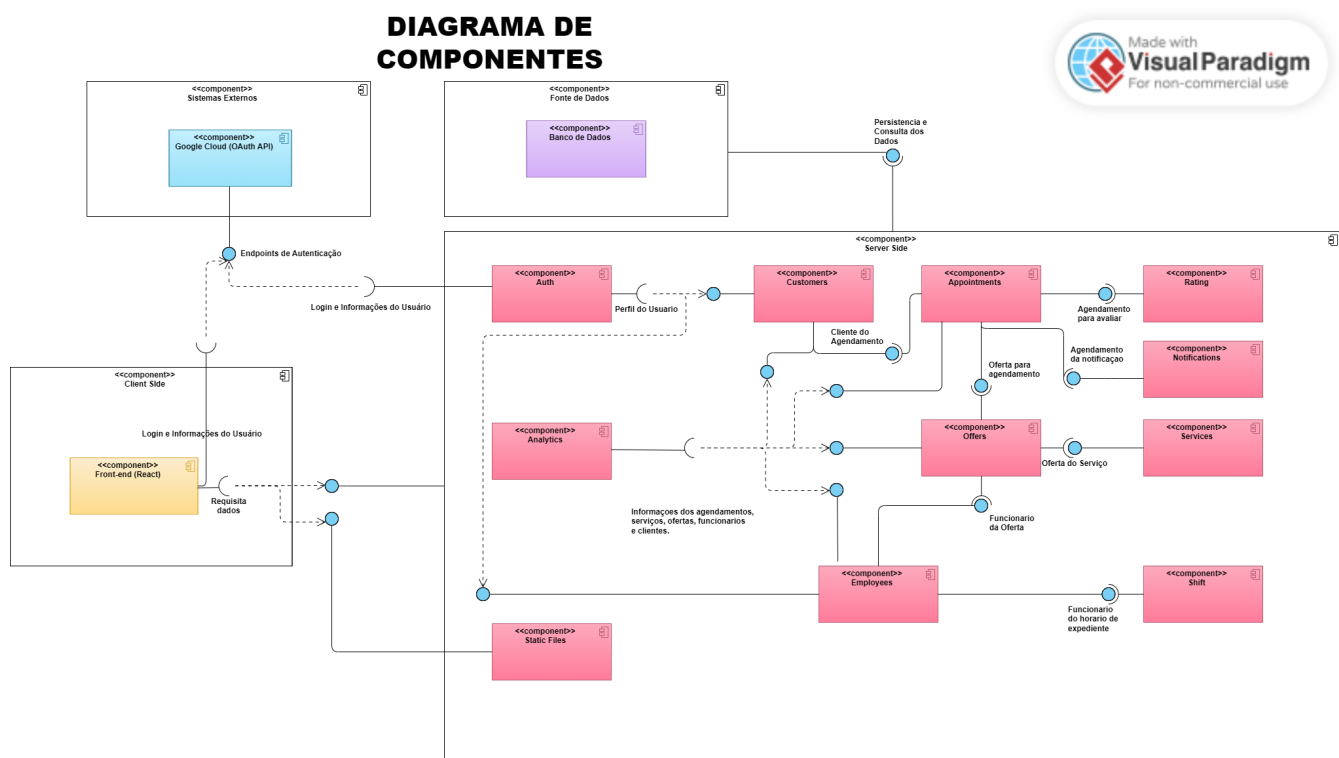 DIAGRAMA DE
COMPONENTES
Made with
Visual Paradigm
For non-commercial use
<<component>>
Sistemas Externos
<<component>>
Google Cloud (OAuth API)
<<component>>
Fonte de Dados
<<component>>
Banco de Dados
Persistencia e
Consulta dos
Dados
Endpoints de Autenticação
Login e Informações do Usuário
<<component>>
Server Side
<<component>>
Auth
Perfil do Usuario
<<component>>
Customers
Cliente do
Agendamento
<<component>>
Appointments
Agendamento
para avaliar
<<component>>
Rating
Oferta para
agendamento
Agendamento
da notificaçao
<<component>>
Notifications
<<component>>
Client SIde
Login e Informações do Usuário
<<component>>
Front-end (React)
Requisita
dados
<<component>>
Analytics
Informaçoes dos agendamentos,
serviços, ofertas, funcionarios
e clientes.
<<component>>
Offers
Oferta do Serviço
<<component>>
Services
Funcionario
da Oferta
<<component>>
Employees
Funcionario
do horario de
expediente
<<component>>
Shift
<<component>>
Static Files